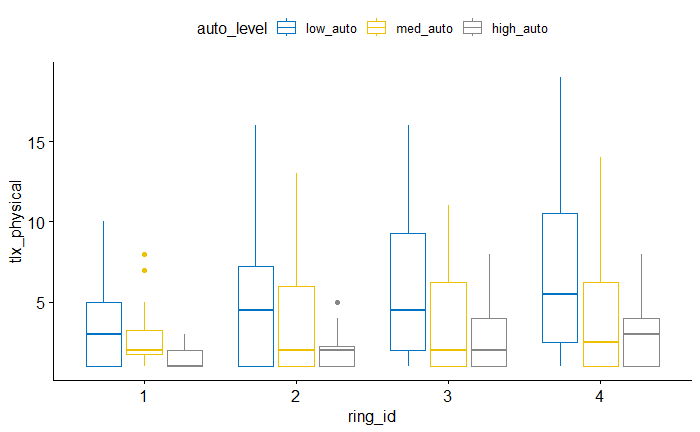 auto_level low_auto med_auto high_auto
15
10
5
tlx_physical
1 2 3 4
ring_id